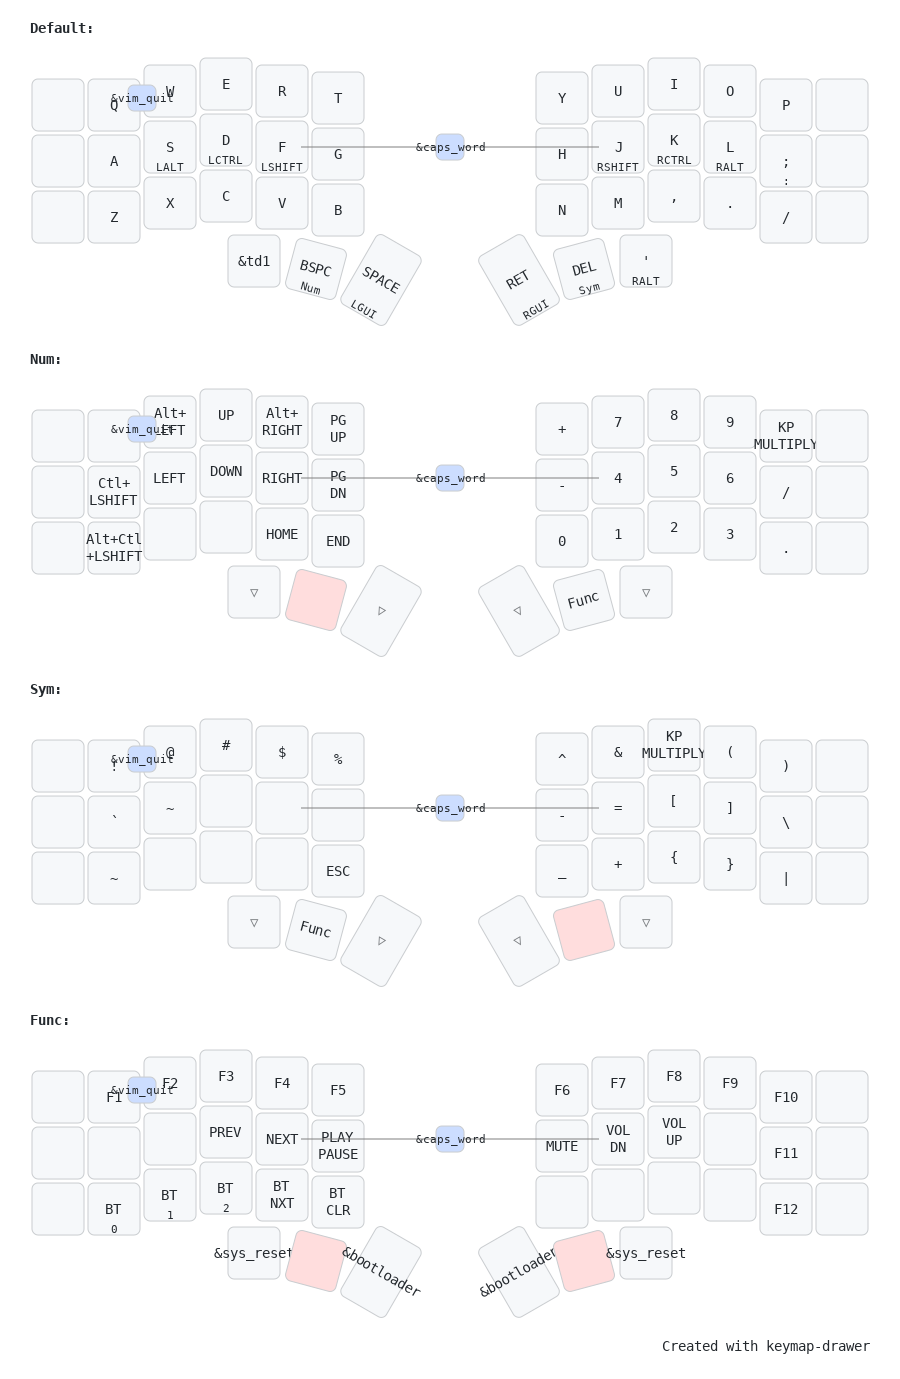 Default:
Q &vim_quit W E R T Y U I O P
A S D F G &caps_word H J K L ;
LALT LCTRL LSHIFT RSHIFT RCTRL RALT :
Z X C V B N M , . /
&td1 BSPC SPACE RET DEL '
Num LGUI RGUI Sym RALT
Num:
&vim_quit Alt+ UP Alt+ PG + 7 8 9 KP
LEFT RIGHT UP MULTIPLY
Ctl+ LEFT DOWN RIGHT PG &caps_word - 4 5 6 /
LSHIFT DN
Alt+Ctl HOME END 0 1 2 3 .
+LSHIFT
▽ ▽ ▽ Func ▽
Sym:
! &vim_quit @ # $ % ^ & KP ( )
MULTIPLY
` ~ &caps_word - = [ ] \
~ ESC _ + { } |
▽ Func ▽ ▽ ▽
Func:
F1 &vim_quit F2 F3 F4 F5 F6 F7 F8 F9 F10
PREV NEXT PLAY &caps_word MUTE VOL VOL F11
PAUSE DN UP
BT BT BT BT BT F12
0 1 2 NXT CLR
&sys_reset &bootloader &bootloader &sys_reset
Created with keymap-drawer